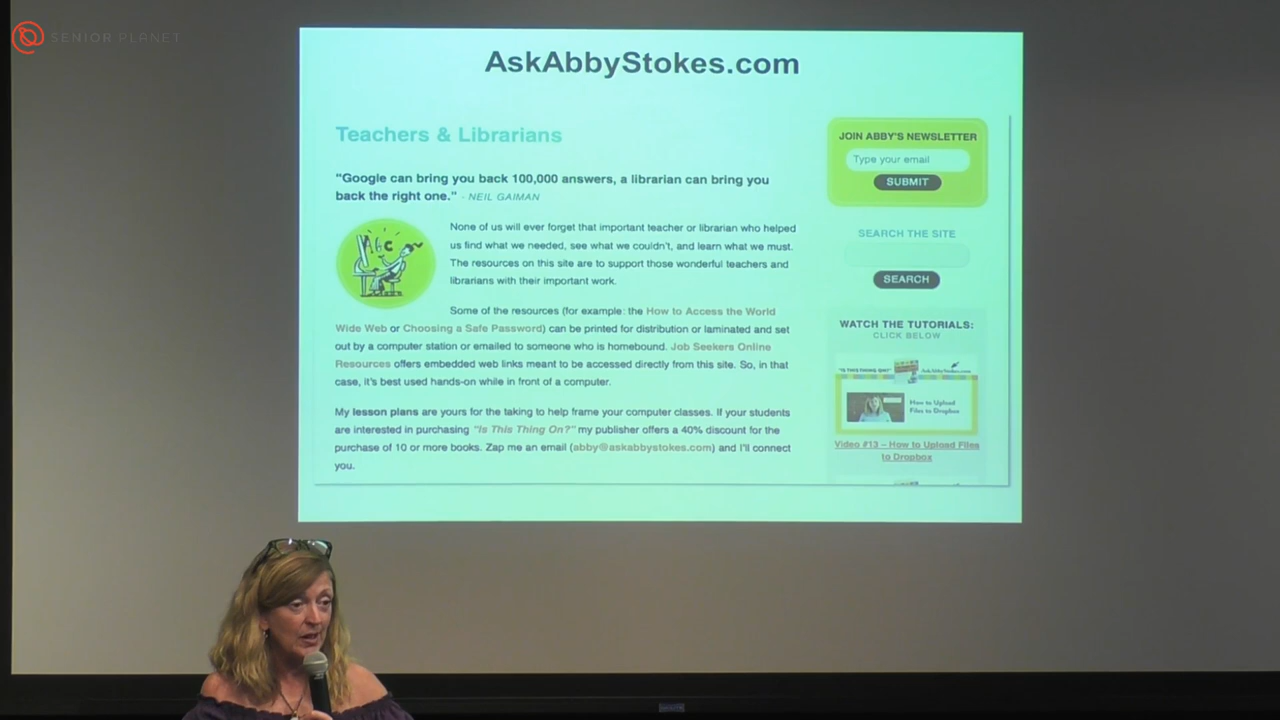 SENIOR PLANET
AskAbbyStokes.com
Teachers & Librarians
"Google can bring you back 100,000 answers, a librarian can bring you
back the right one." - NEIL GAIMAN
None of us will ever forget that important teacher or librarian who helped
us find what we needed, see what we couldn't, and learn what we must.
The resources on this site are to support those wonderful teachers and
librarians with their important work.
Some of the resources (for example: the How to Access the World
Wide Web or Choosing a Safe Password) can be printed for distribution or laminated and set
out by a computer station or emailed to someone who is homebound. Job Seekers Online
Resources offers embedded web links meant to be accessed directly from this site. So, in that
case, it's best used hands-on while in front of a computer.
My lesson plans are yours for the taking to help frame your computer classes. If your students
are interested in purchasing "Is This Thing On?" my publisher offers a 40% discount for the
purchase of 10 or more books. Zap me an email (abby@askabbystokes.com) and I'll connect
you.
JOIN ABBY'S NEWSLETTER
Type your email
SUBMIT
SEARCH THE SITE
SEARCH
WATCH THE TUTORIALS:
CLICK BELOW
"Is This Thing On?"
AskAbbyStokes.com
How to Upload
Files to Dropbox
Video #13 – How to Upload Files
to Dropbox